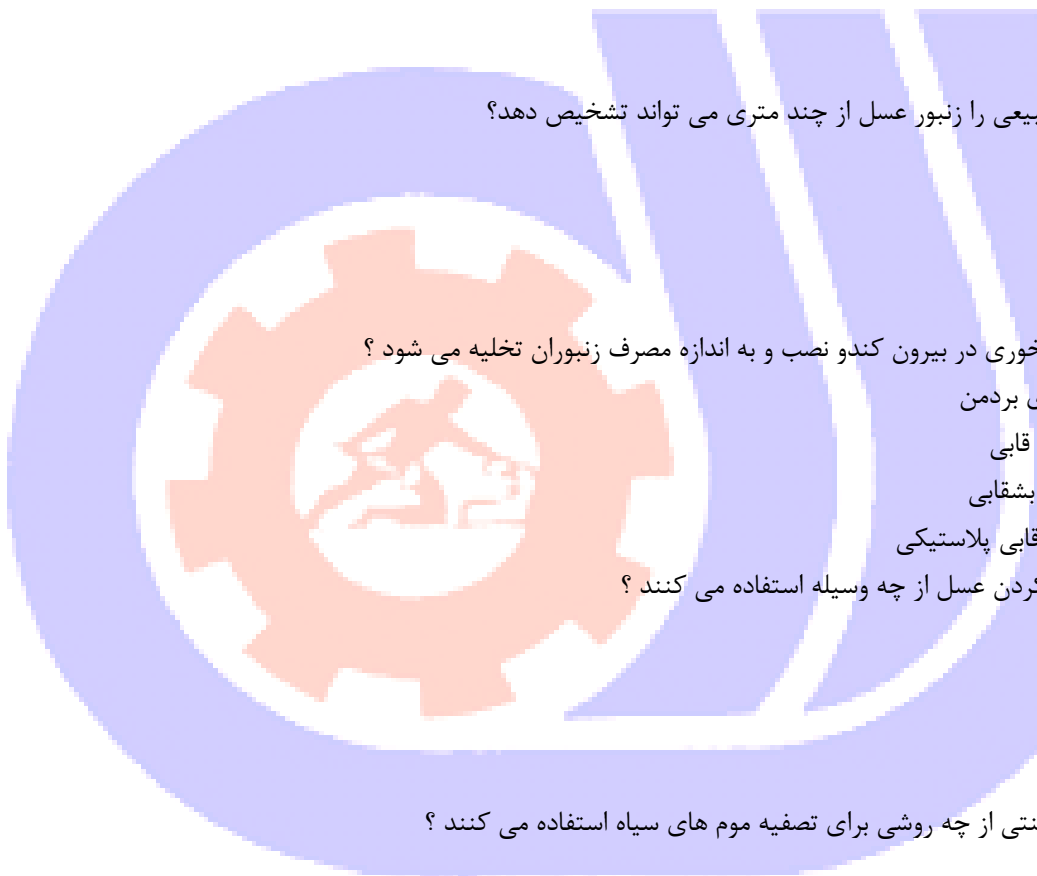 بیعی را زنبور عسل از چند متری می تواند تشخیص دهد؟
خوری در بیرون کندو نصب و به اندازه مصرف زنبوران تخلیه می شود ؟
ی بردمن
قابی
بشقابی
قابی پلاستیکی
کردن عسل از چه وسیله استفاده می کنند ؟
نتی از چه روشی برای تصفیه موم های سیاه استفاده می کنند ؟